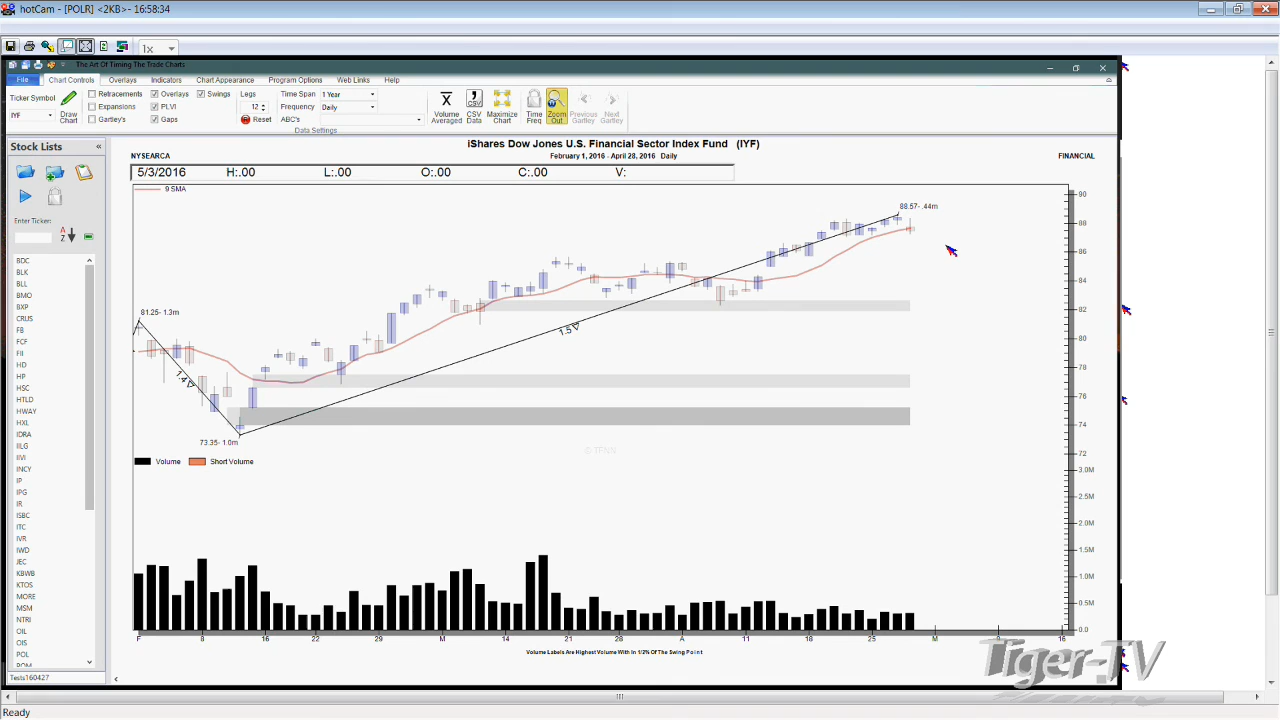 hotCam - [POLR] <2KB>- 16:58:34
1x
The Art Of Timing The Trade Charts
File Chart Controls Overlays Indicators Chart Appearance Program Options Web Links Help
Ticker Symbol
IYF
Draw Chart
Retracements Overlays Swings
Expansions PLVI
Gartley's Gaps
Legs
12
Reset
Time Span 1 Year
Frequency Daily
ABC's
Data Settings
Volume Averaged
CSV Data
Maximize Chart
Time Freq
Zoom Out
Previous Gartley
Next Gartley
Stock Lists
Enter Ticker:
A
Z
BDC
BLK
BLL
BMO
BXP
CRUS
FB
FCF
FII
HD
HP
HSC
HTLD
HWAY
HXL
IDRA
IILG
IIVI
INCY
IP
IPG
IR
ISBC
ITC
IVR
IWD
JEC
KBWB
KTOS
MORE
MSM
NTRI
OIL
OIS
POL
POM
Tests160427
iShares Dow Jones U.S. Financial Sector Index Fund (IYF)
NYSEARCA February 1, 2016 - April 28, 2016 Daily FINANCIAL
5/3/2016 H:.00 L:.00 O:.00 C:.00 V:
9 SMA
88.57- .44m
81.25- 1.3m
1.4
1.5
73.35- 1.0m
© TFNN
90
88
86
84
82
80
78
76
74
72
Volume Short Volume
3.0M
2.5M
2.0M
1.5M
1.0M
0.5M
0.0
F 8 16 22 29 M 14 21 28 A 11 18 25 M 9 16
Volume Labels Are Highest Volume With In 1/2% Of The Swing Point
Tiger-TV
Ready